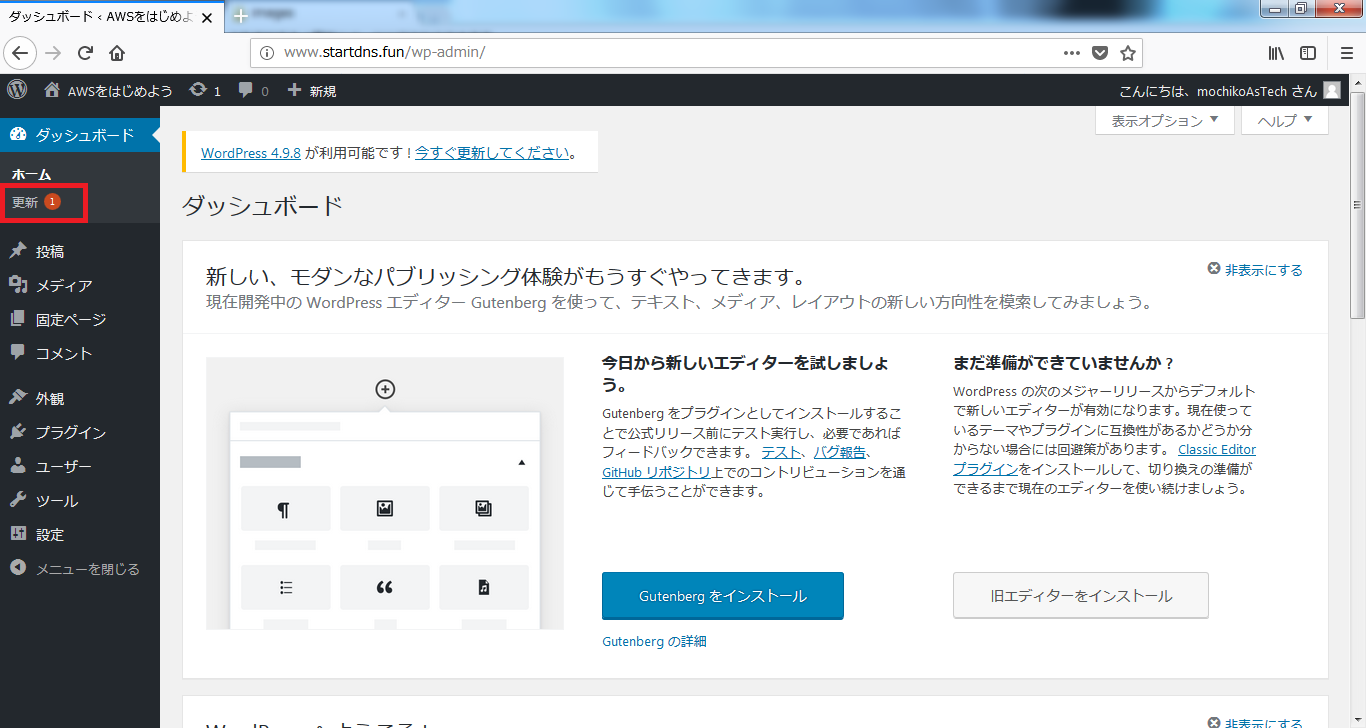 ダッシュボード ‹ AWSをはじめよ
images
www.startdns.fun/wp-admin/
AWSをはじめよう 1 0 新規
こんにちは、mochikoAsTech さん
表示オプション ヘルプ
ダッシュボード
ホーム
更新 1
投稿
メディア
固定ページ
コメント
外観
プラグイン
ユーザー
ツール
設定
メニューを閉じる
WordPress 4.9.8 が利用可能です ! 今すぐ更新してください。
ダッシュボード
新しい、モダンなパブリッシング体験がもうすぐやってきます。
非表示にする
現在開発中の WordPress エディター Gutenberg を使って、テキスト、メディア、レイアウトの新しい方向性を模索してみましょう。
今日から新しいエディターを試しましょ
う。
Gutenberg をプラグインとしてインストールするこ
とで公式リリース前にテスト実行し、必要であれば
フィードバックできます。 テスト、バグ報告、
GitHub リポジトリ上でのコントリビューションを通
じて手伝うことができます。
Gutenberg をインストール
Gutenberg の詳細
まだ準備ができていませんか ?
WordPress の次のメジャーリリースからデフォルト
で新しいエディターが有効になります。現在使って
いるテーマやプラグインに互換性があるかどうか分
からない場合には回避策があります。 Classic Editor
プラグインをインストールして、切り換えの準備が
できるまで現在のエディターを使い続けましょう。
旧エディターをインストール
WordPress へようこそ !
非表示にする